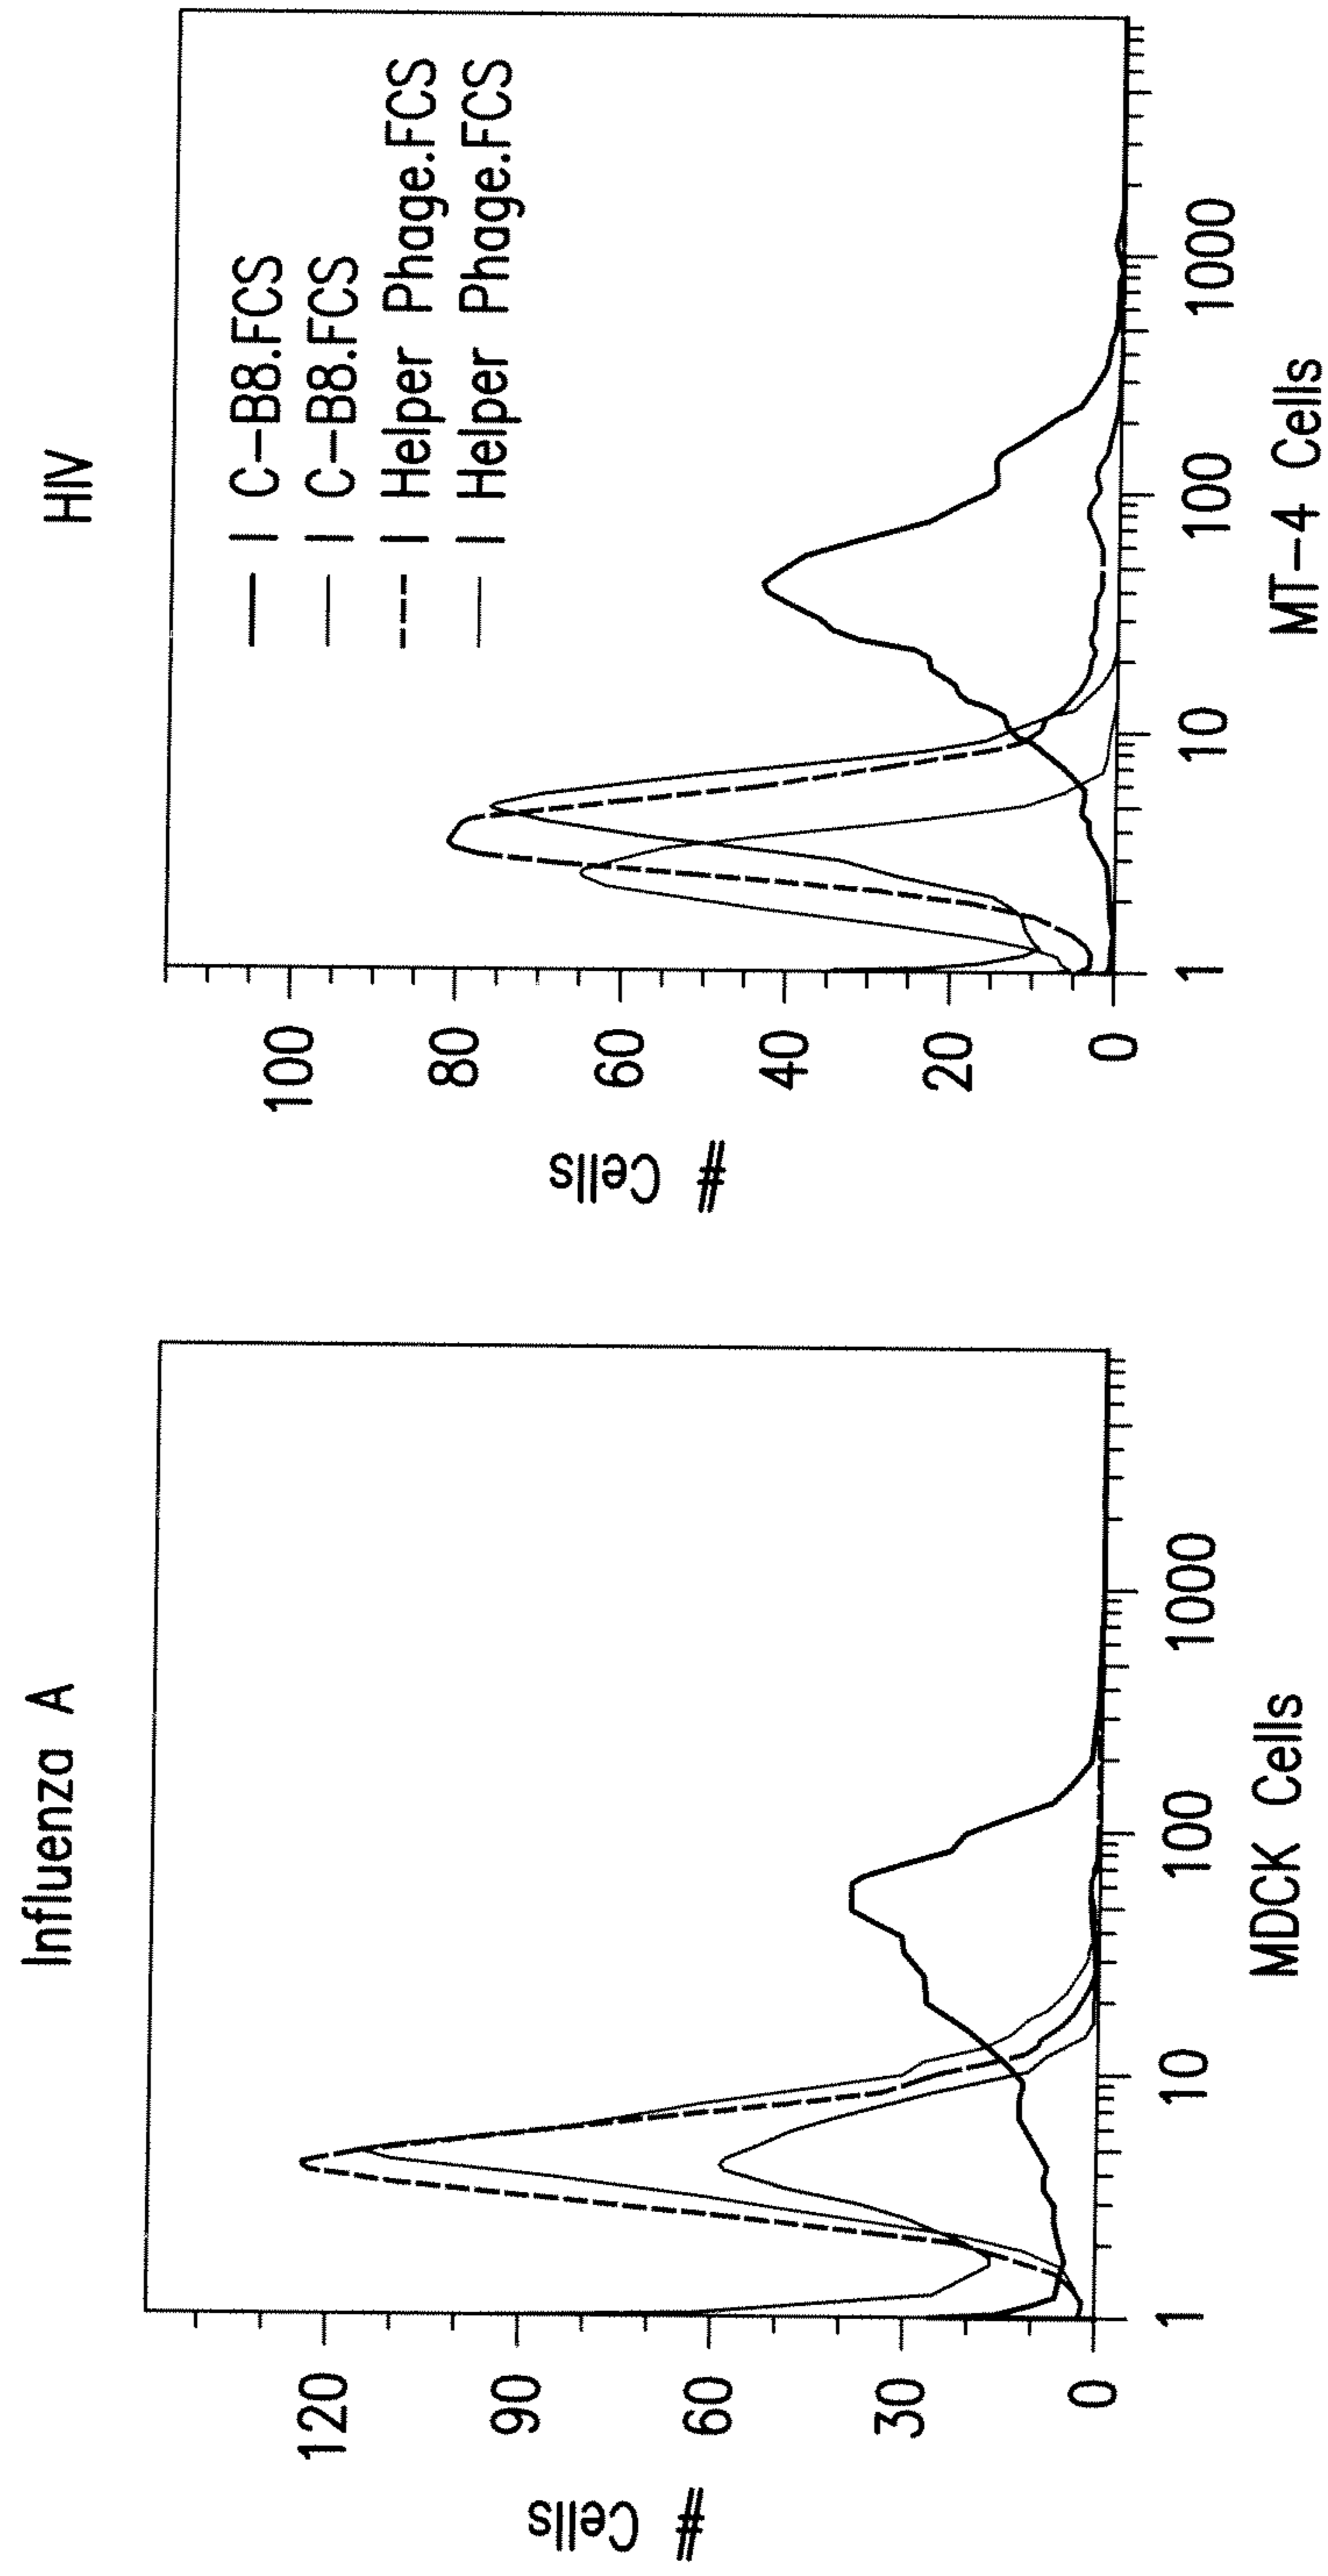 Influenza A
# Cells
120
90
60
30
0
1
10
100
1000
MDCK Cells
HIV
| C-B8.FCS
| C-B8.FCS
| Helper Phage.FCS
| Helper Phage.FCS
# Cells
100
80
60
40
20
0
1
10
100
1000
MT-4 Cells